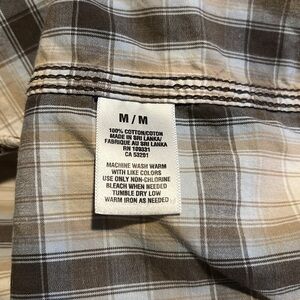 M / M
100% COTTON/COTON
MADE IN SRI LANKA/
FABRIQUE AU SRI LANKA
RN 109331
CA 53291
MACHINE WASH WARM
WITH LIKE COLORS
USE ONLY NON-CHLORINE
BLEACH WHEN NEEDED
TUMBLE DRY LOW
WARM IRON AS NEEDED